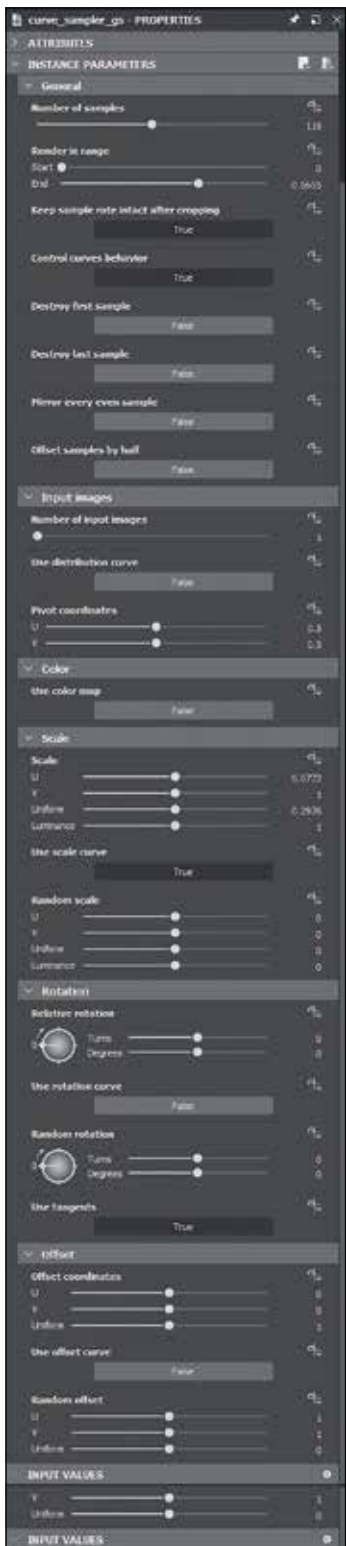 curve_sampler_gs - PROPERTIES
ATTRIBUTES
INSTANCE PARAMETERS
General
Number of samples
Render in range
Start 0
End
Keep sample rate intact after cropping
True
Control curves behavior
True
Destroy first sample
False
Destroy last sample
False
Mirror every even sample
False
Offset samples by half
False
Input images
Number of input images
1
Use distribution curve
False
Pivot coordinates
U
Y
Color
Use color map
False
Scale
Scale
U
Y 1
Uniform
Luminance 1
Use scale curve
True
Random scale
U 0
Y 0
Uniform 0
Luminance 0
Rotation
Relative rotation
0 Turns 0
Degrees 0
Use rotation curve
False
Random rotation
0 Turns 0
Degrees 0
Use tangents
True
Offset
Offset coordinates
U 0
Y 0
Uniform 1
Use offset curve
False
Random offset
U 1
Y 1
Uniform 0
INPUT VALUES
Y 1
Uniform 0
INPUT VALUES